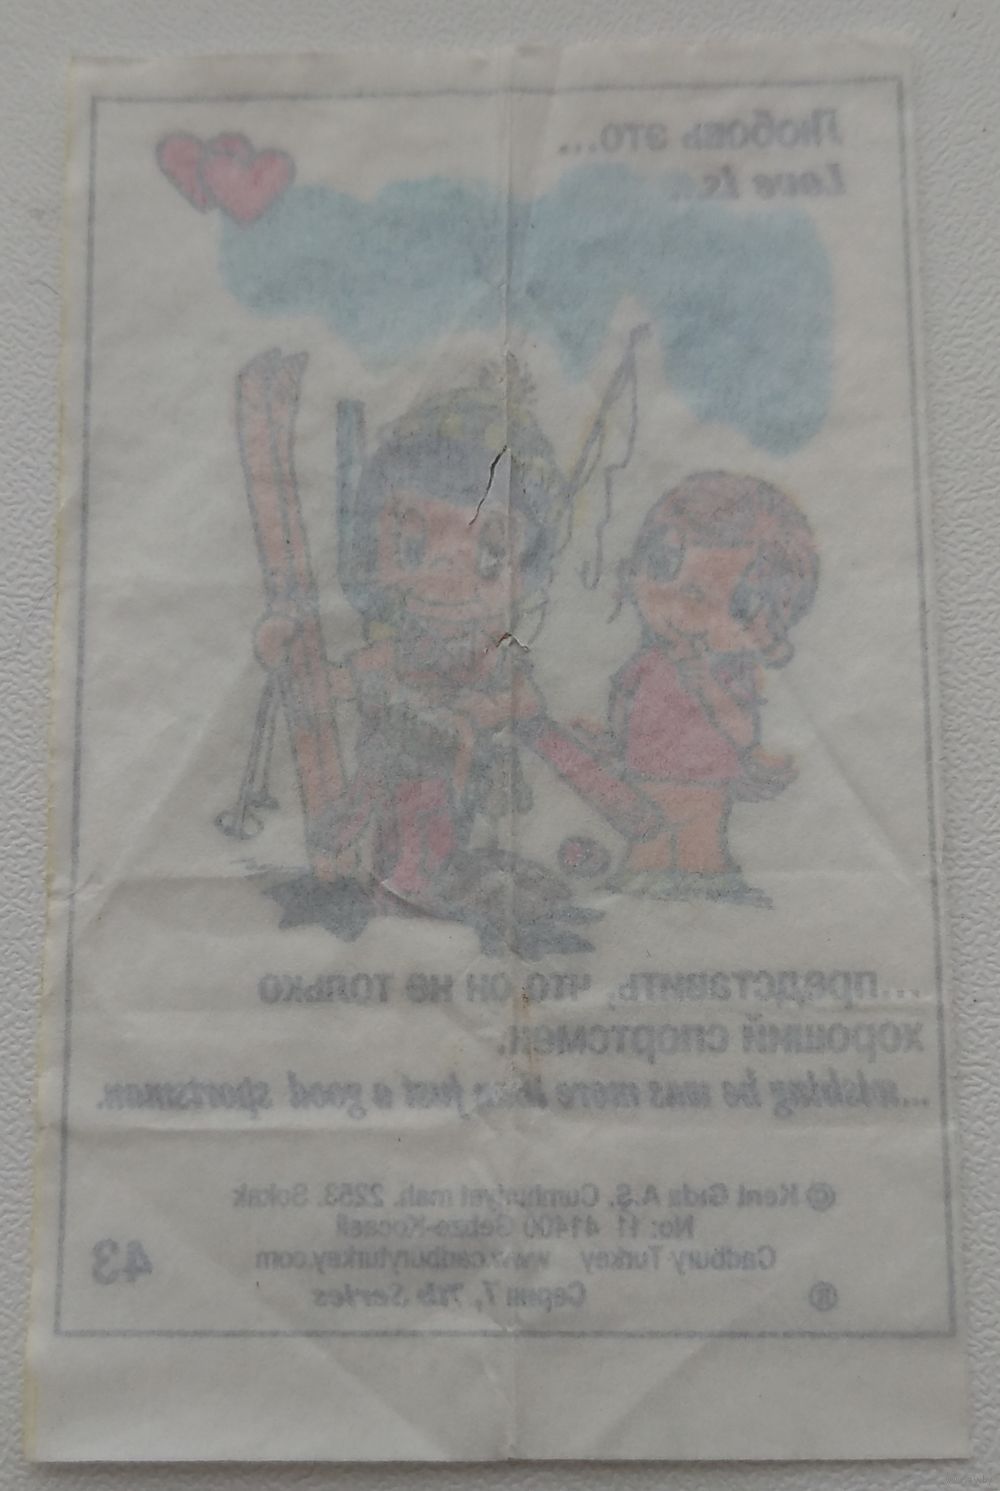 Любовь это...
Love Is...
...представить, что он не только
хороший спортсмен.
...wishing he was more than just a good sportsman.
© Kent Gıda A.Ş. Cumhuriyet mah. 2253. Sokak
No: 11 41400 Gebze-Kocaeli
Cadbury Turkey www.cadburyturkey.com
® Серия 7, 7th Series
43